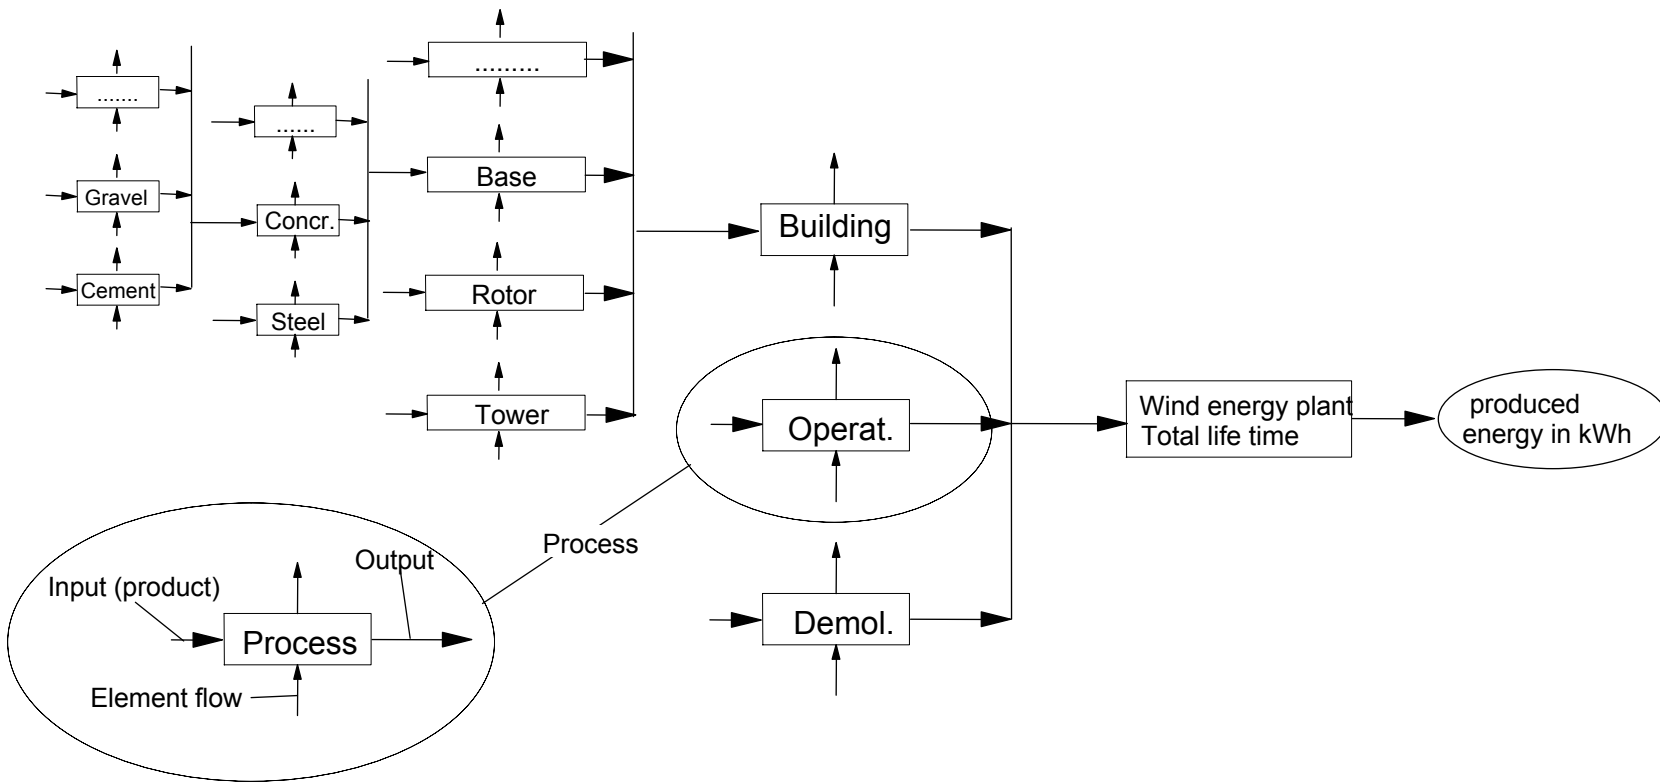 .......
Gravel
Cement
......
Concr.
Steel
.........
Base
Rotor
Tower
Building
Operat.
Demol.
Wind energy plant
Total life time
produced
energy in kWh
Process
Input (product)
Output
Process
Element flow